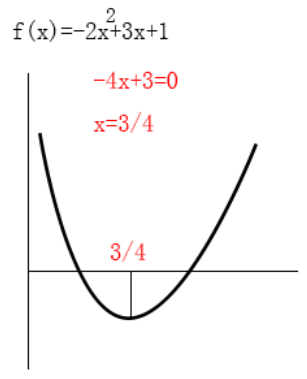 f(x)=-2x²+3x+1
-4x+3=0
x=3/4
3/4